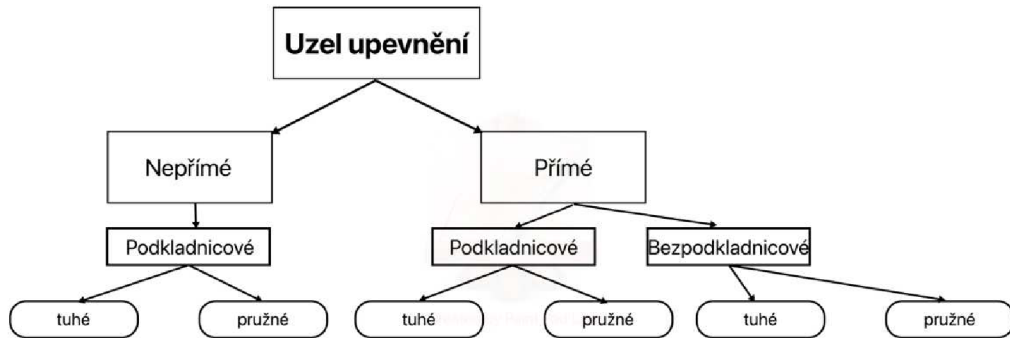 Uzel upevnění
Nepřímé
Přímé
Podkladnicové
Podkladnicové
Bezpodkladnicové
tuhé
pružné
tuhé
pružné
tuhé
pružné